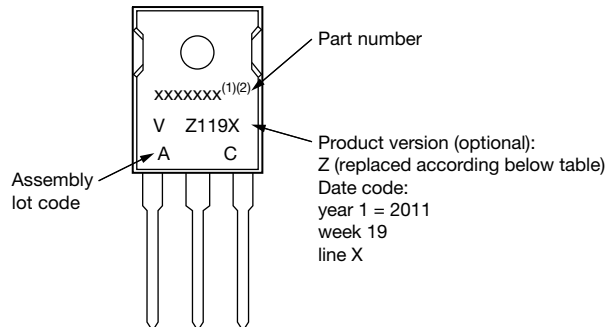 Part number
xxxxxxx(1)(2)
V Z119X
A C
Product version (optional):
Z (replaced according below table)
Date code:
year 1 = 2011
week 19
line X
Assembly
lot code